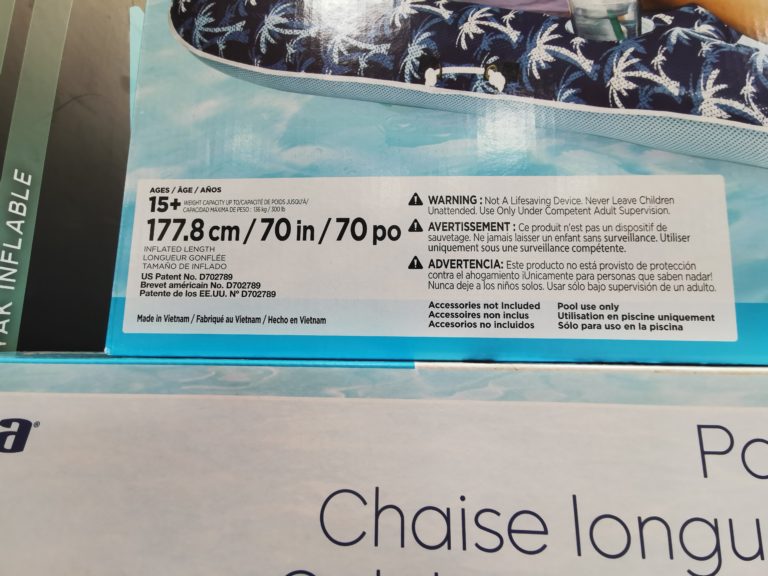 YAK INFLABLE
AGES / ÂGE / AÑOS
15+ WEIGHT CAPACITY UP TO/CAPACITÉ DE POIDS JUSQU'À/
CAPACIDAD MÁXIMA DE PESO : 136 kg / 300 lb
177.8 cm / 70 in / 70 po
INFLATED LENGTH
LONGUEUR GONFLÉE
TAMAÑO DE INFLADO
US Patent No. D702789
Brevet américain No. D702789
Patente de los EE.UU. Nº D702789
Made in Vietnam / Fabriqué au Vietnam / Hecho en Vietnam
WARNING : Not A Lifesaving Device. Never Leave Children
Unattended. Use Only Under Competent Adult Supervision.
AVERTISSEMENT : Ce produit n'est pas un dispositif de
sauvetage. Ne jamais laisser un enfant sans surveillance. Utiliser
uniquement sous une surveillance compétente.
ADVERTENCIA: Este producto no está provisto de protección
contra el ahogamiento ¡Unicamente para personas que saben nadar!
Nunca deje a los niños solos. Usar sólo bajo supervisión de un adulto.
Accessories not Included
Accessoires non inclus
Accesorios no incluidos
Pool use only
Utilisation en piscine uniquement
Sólo para uso en la piscina
a®
Po
Chaise longu